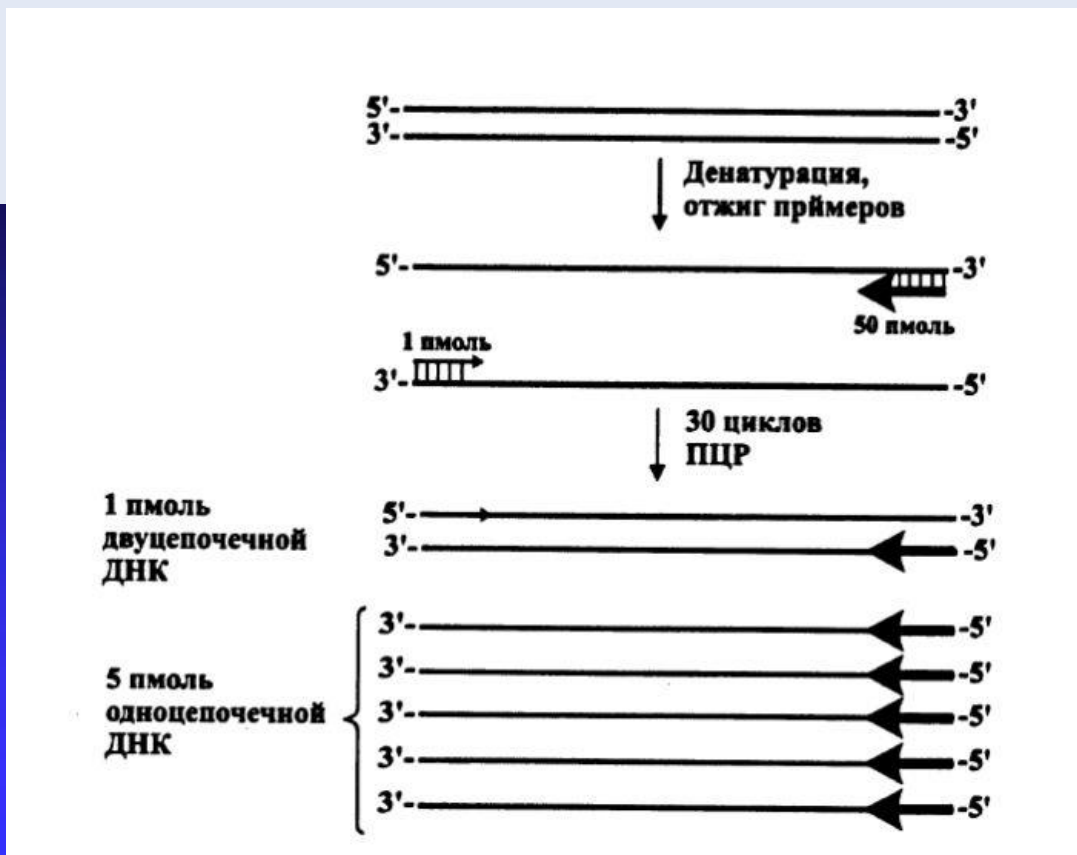 5'- -3'
3'- -5'
Денатурация,
отжиг прймеров
5'- -3'
50 пмоль
1 пмоль
3'- -5'
30 циклов
ПЦР
1 пмоль
двуцепочечной
ДНК
5'- -3'
3'- -5'
5 пмоль
одноцепочечной
ДНК
3'- -5'
3'- -5'
3'- -5'
3'- -5'
3'- -5'